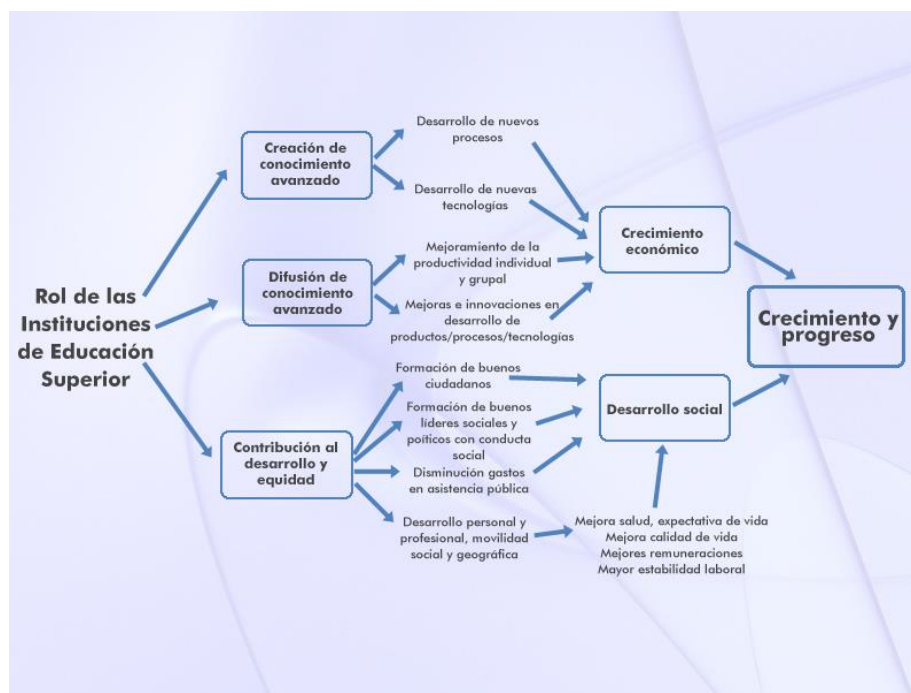 Rol de las
Instituciones
de Educación
Superior
Creación de
conocimiento
avanzado
Difusión de
conocimiento
avanzado
Contribución al
desarrollo y
equidad
Desarrollo de nuevos
procesos
Desarrollo de nuevas
tecnologías
Mejoramiento de la
productividad individual
y grupal
Mejoras e innovaciones en
desarrollo de
productos/procesos/tecnologías
Formación de buenos
ciudadanos
Formación de buenos
líderes sociales y
poíticos con conducta
social
Disminución gastos
en asistencia pública
Desarrollo personal y
profesional, movilidad
social y geográfica
Mejora salud, expectativa de vida
Mejora calidad de vida
Mejores remuneraciones
Mayor estabilidad laboral
Crecimiento
económico
Desarrollo social
Crecimiento y
progreso